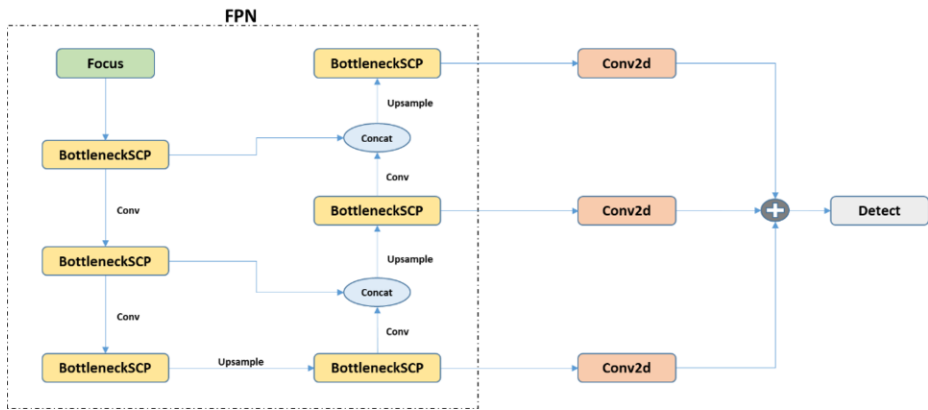 FPN
Focus
BottleneckSCP
Conv2d
Upsample
Concat
BottleneckSCP
Conv
Conv
BottleneckSCP
Conv2d
Detect
Upsample
BottleneckSCP
Concat
Conv
Conv
BottleneckSCP
Upsample
BottleneckSCP
Conv2d